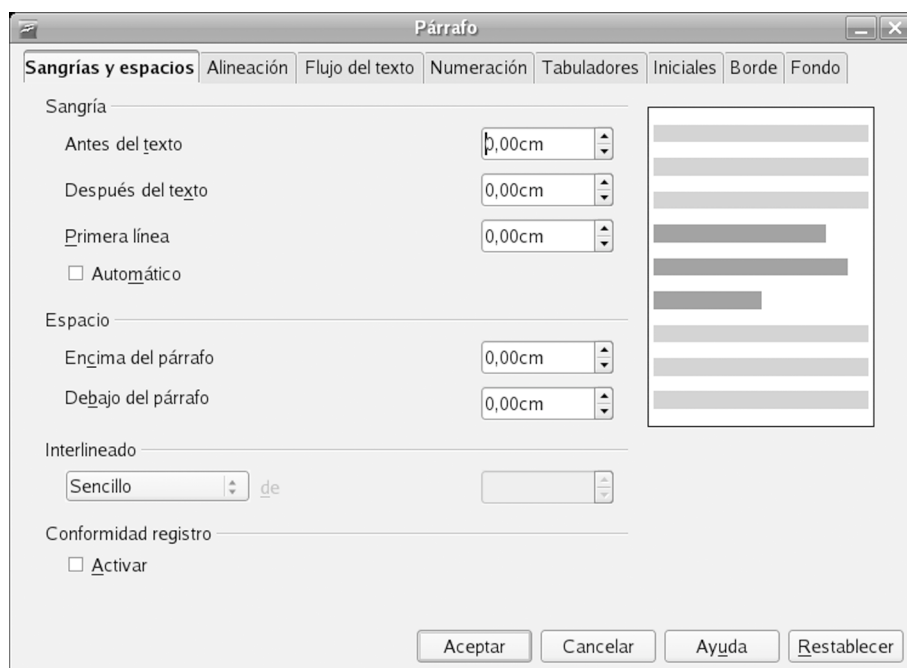 Párrafo
Sangrías y espacios Alineación Flujo del texto Numeración Tabuladores Iniciales Borde Fondo
Sangría
Antes del texto 0,00cm
Después del texto 0,00cm
Primera línea 0,00cm
Automático
Espacio
Encima del párrafo 0,00cm
Debajo del párrafo 0,00cm
Interlineado
Sencillo de
Conformidad registro
Activar
Aceptar Cancelar Ayuda Restablecer